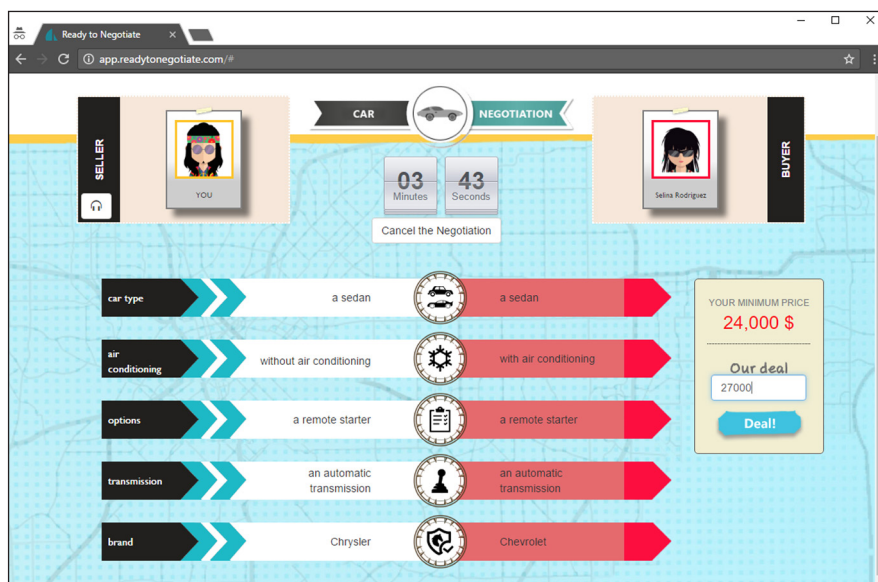 Ready to Negotiate
app.readytonegotiate.com/#
CAR
NEGOTIATION
SELLER
YOU
03
Minutes
43
Seconds
Selina Rodriguez
BUYER
Cancel the Negotiation
car type
a sedan
a sedan
air
conditioning
without air conditioning
with air conditioning
options
a remote starter
a remote starter
transmission
an automatic
transmission
an automatic
transmission
brand
Chrysler
Chevrolet
YOUR MINIMUM PRICE
24,000 $
Our deal
27000
Deal!